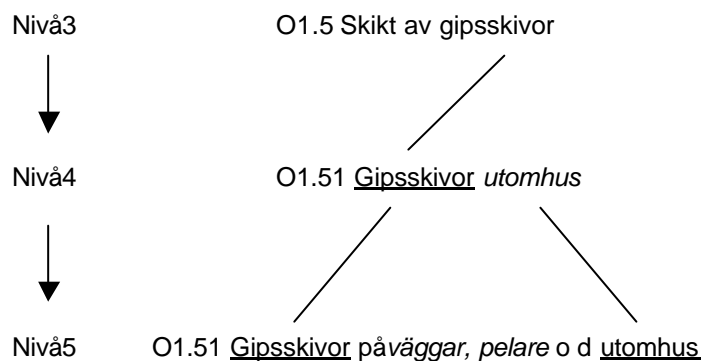 Nivå3 O1.5 Skikt av gipsskivor
Nivå4 O1.51 Gipsskivor utomhus
Nivå5 O1.51 Gipsskivor påväggar, pelare o d utomhus